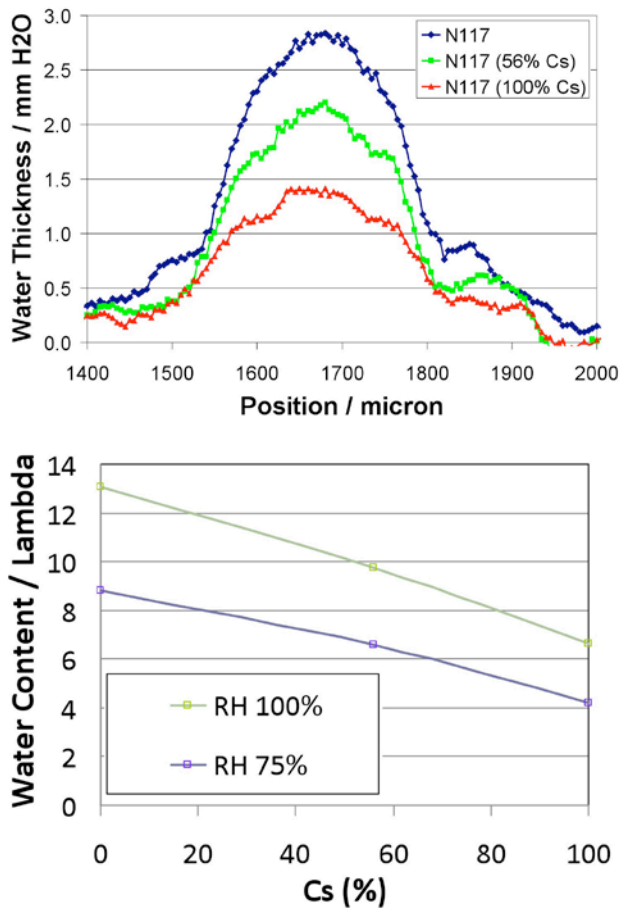 3.0
2.5
2.0
1.5
1.0
0.5
0.0
Water Thickness / mm H2O
N117
N117 (56% Cs)
N117 (100% Cs)
1400 1500 1600 1700 1800 1900 2000
Position / micron
14
12
10
8
6
4
2
0
Water Content / Lambda
RH 100%
RH 75%
0 20 40 60 80 100
Cs (%)